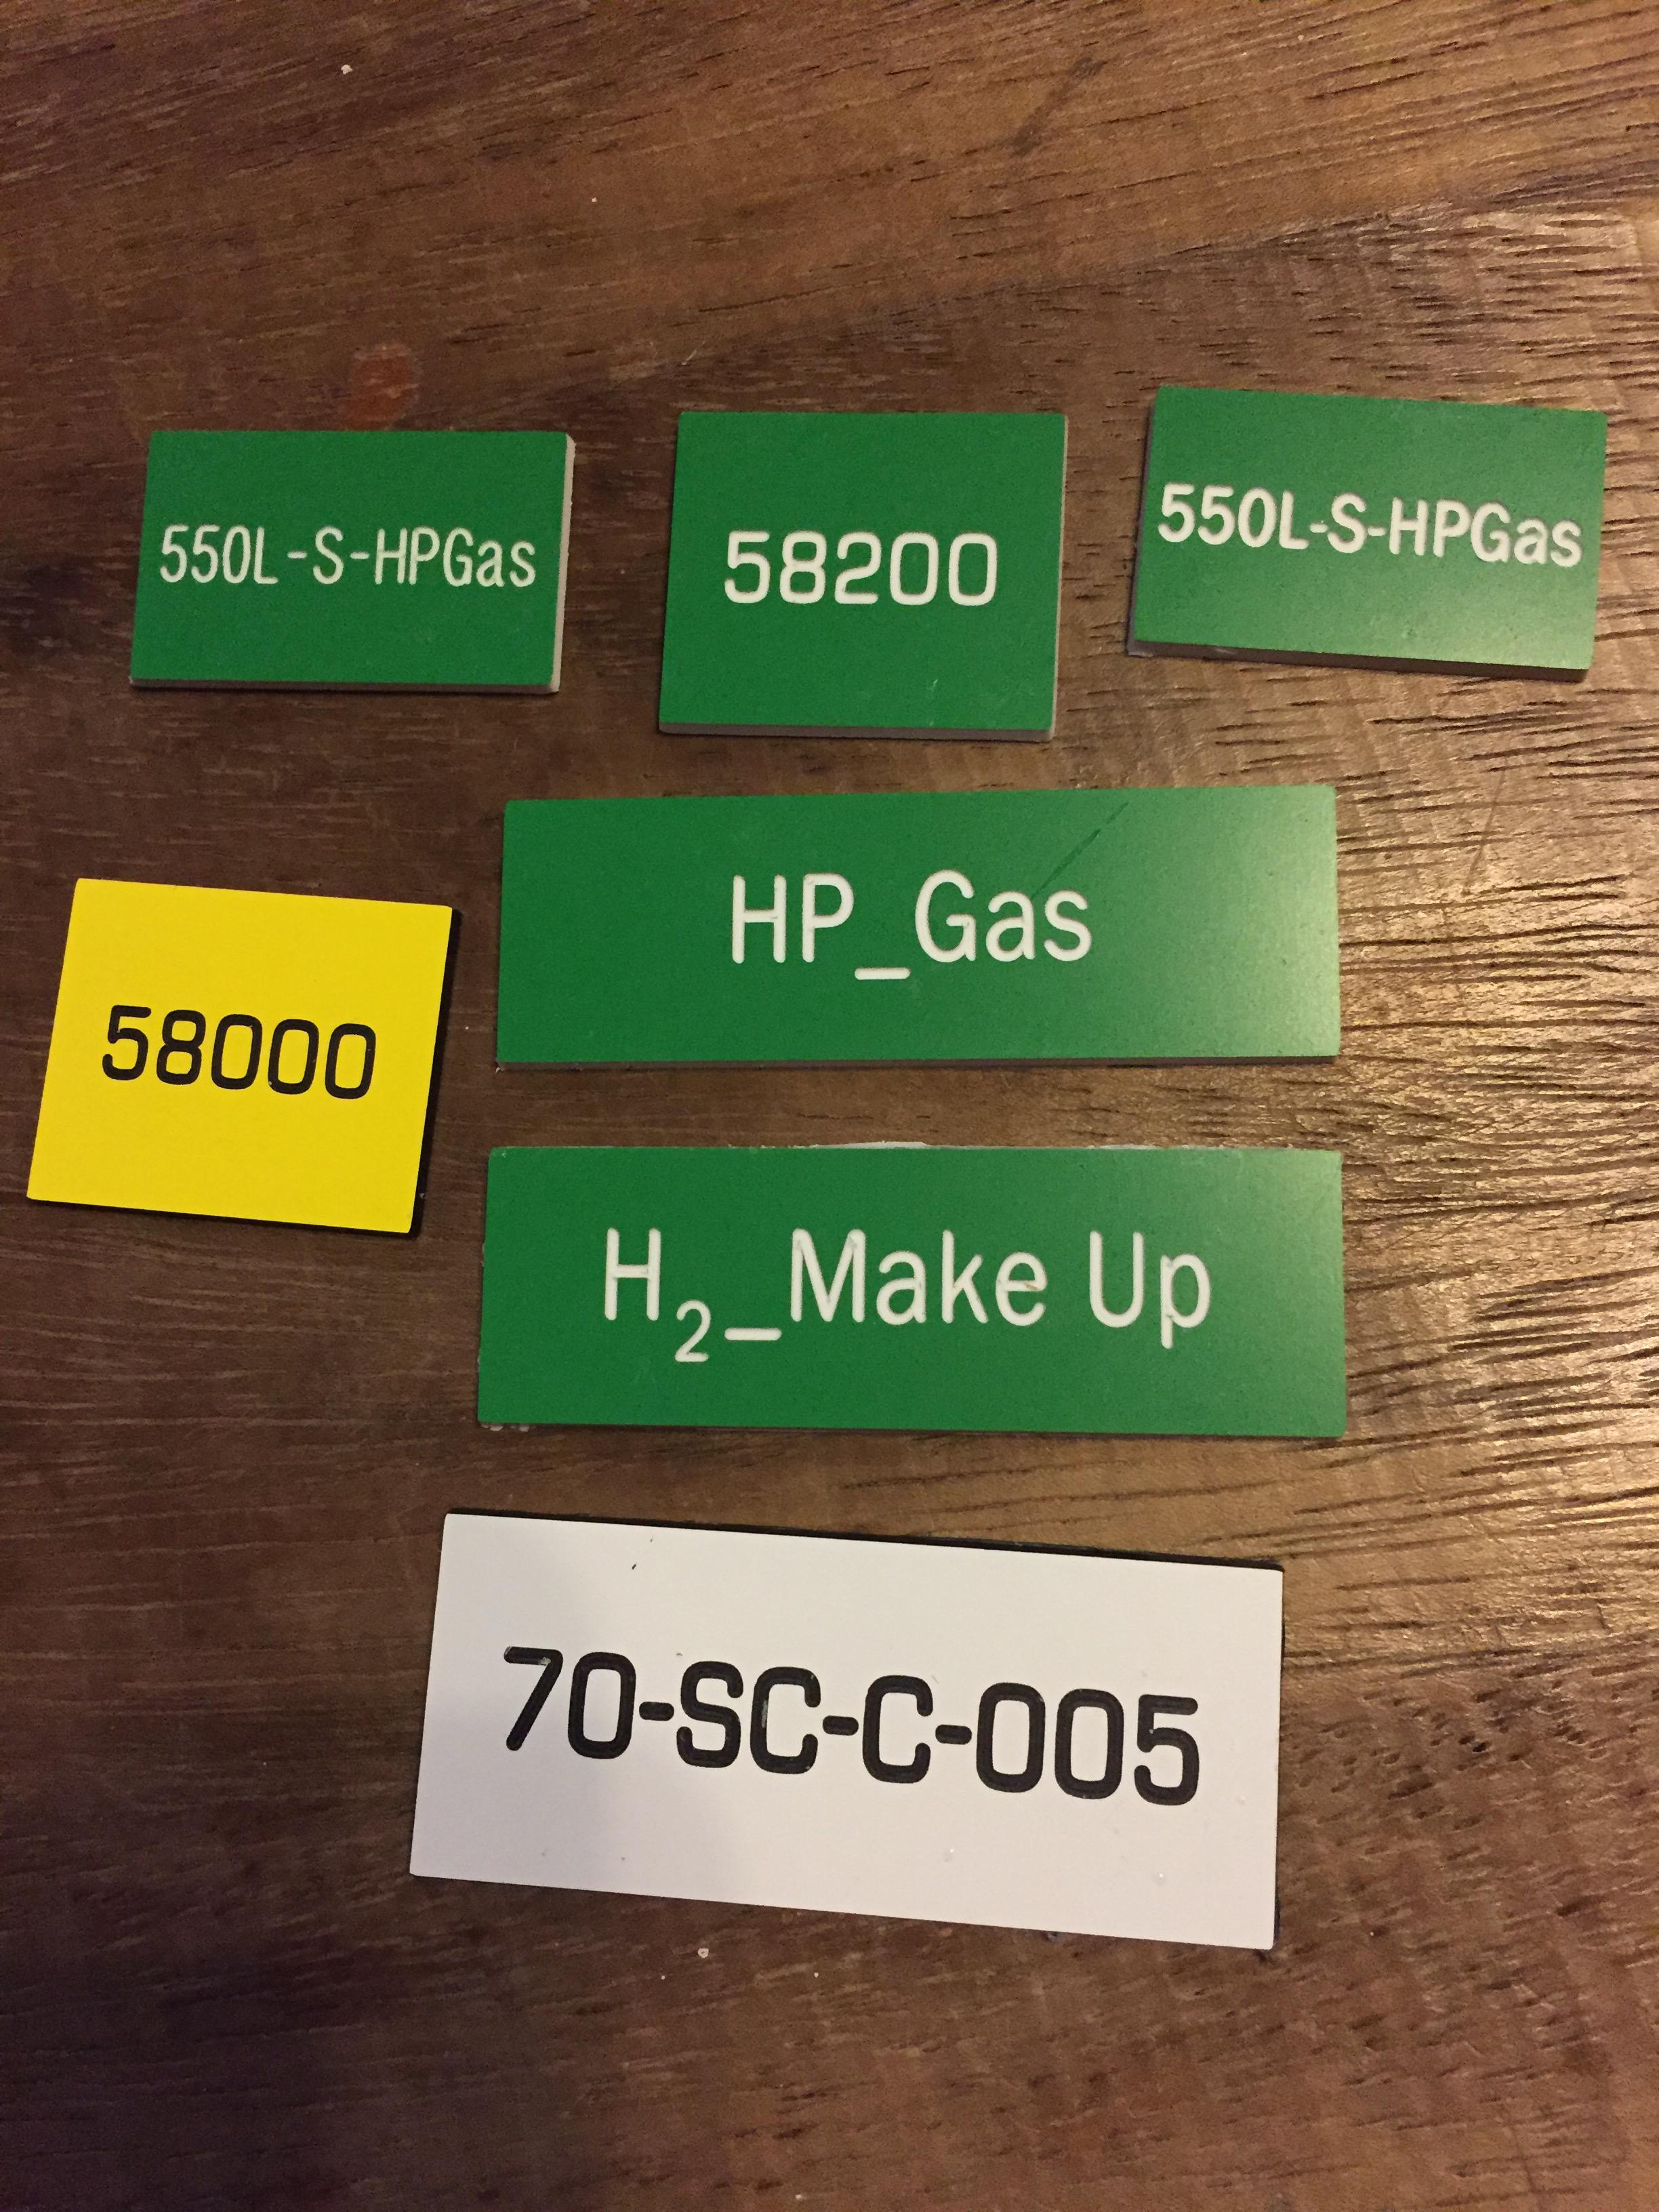 550L-S-HPGas
58200
550L-S-HPGas
HP_Gas
58000
H₂_Make Up
70-SC-C-005